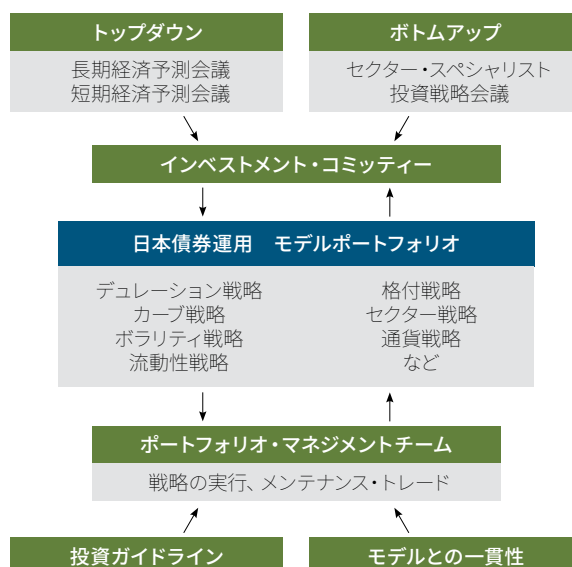 トップダウン
長期経済予測会議
短期経済予測会議
ボトムアップ
セクター・スペシャリスト
投資戦略会議
インベストメント・コミッティー
日本債券運用　モデルポートフォリオ
デュレーション戦略
カーブ戦略
ボラリティ戦略
流動性戦略
格付戦略
セクター戦略
通貨戦略
など
ポートフォリオ・マネジメントチーム
戦略の実行、メンテナンス・トレード
投資ガイドライン
モデルとの一貫性